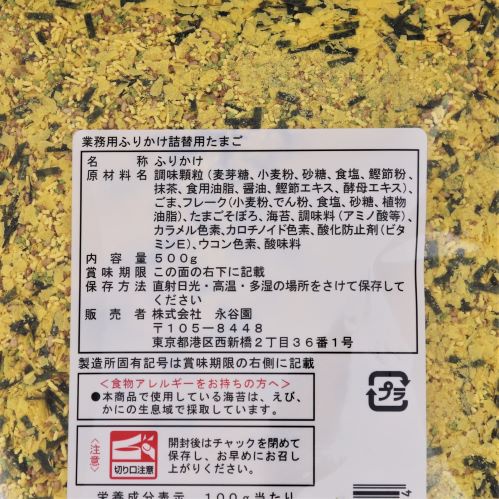 業務用ふりかけ詰替用たまご
名称 ふりかけ
原材料名 調味顆粒（麦芽糖、小麦粉、砂糖、食塩、鰹節粉、
抹茶、食用油脂、醤油、鰹節エキス、酵母エキス）、
ごま、フレーク（小麦粉、でん粉、食塩、砂糖、植物
油脂）、たまごそぼろ、海苔、調味料（アミノ酸等）、
カラメル色素、カロチノイド色素、酸化防止剤（ビタ
ミンE）、ウコン色素、酸味料
内容量 500g
賞味期限 この面の右下に記載
保存方法 直射日光・高温・多湿の場所をさけて保存して
ください
販売者 株式会社 永谷園
〒105－8448
東京都港区西新橋2丁目36番1号
製造所固有記号は賞味期限の右側に記載
＜食物アレルギーをお持ちの方へ＞
●本商品で使用している海苔は、えび、
かにの生息域で採取しています。
プラ
〈注意〉
切り口注意
開封後はチャックを閉めて
保存し、お早めにお召し
上がりください。
栄養成分表示 100g当たり